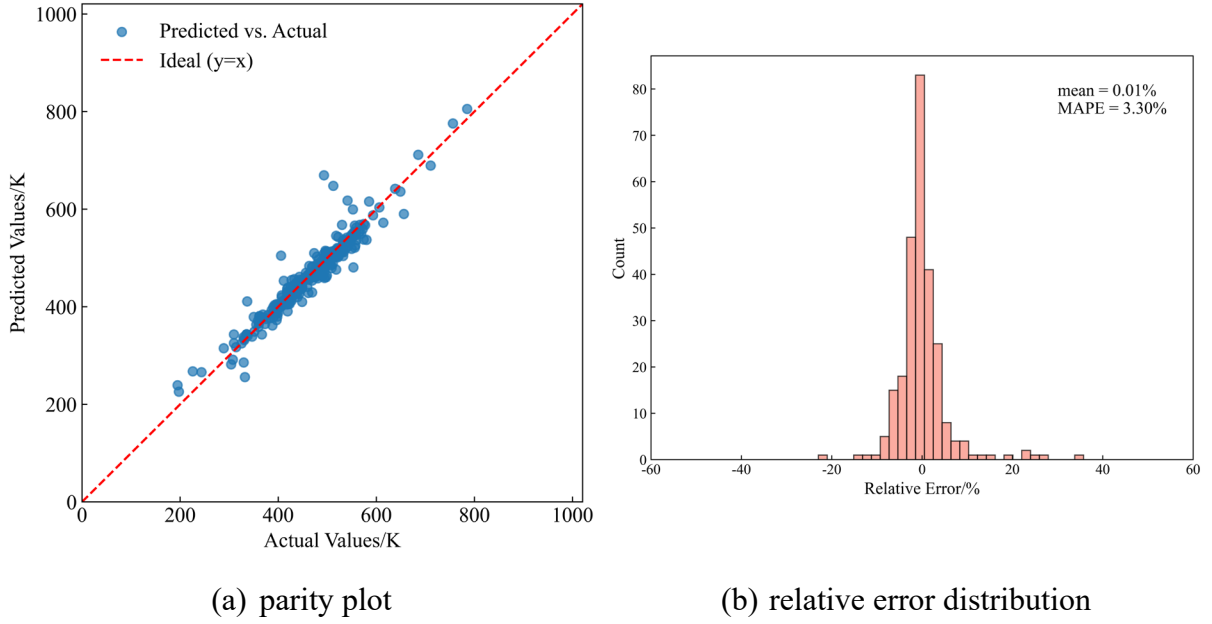 1000
800
600
400
200
0
Predicted Values/K
Predicted vs. Actual
Ideal (y=x)
0 200 400 600 800 1000
Actual Values/K
(a) parity plot
80
70
60
50
40
30
20
10
0
Count
mean = 0.01%
MAPE = 3.30%
-60 -40 -20 0 20 40 60
Relative Error/%
(b) relative error distribution